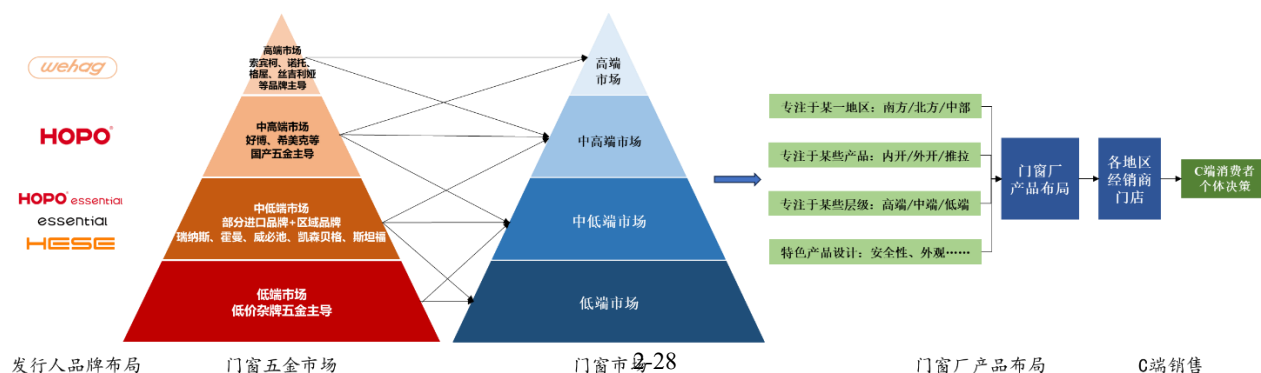 wehag
HOPO®
HOPO® essential
essential
HESE
高端市场
索宾柯、诺托、
格屋、丝吉利娅
等品牌主导
中高端市场
好博、希美克等
国产五金主导
中低端市场
部分进口品牌+区域品牌
瑞纳斯、霍曼、威必池、凯森贝格、斯坦福
低端市场
低价杂牌五金主导
高端
市场
中高端市场
中低端市场
低端市场
专注于某一地区：南方/北方/中部
专注于某些产品：内开/外开/推拉
专注于某些层级：高端/中端/低端
特色产品设计：安全性、外观……
门窗厂
产品布局
各地区
经销商
门店
C端消费者
个体决策
发行人品牌布局
门窗五金市场
门窗市场
2-28
门窗厂产品布局
C端销售